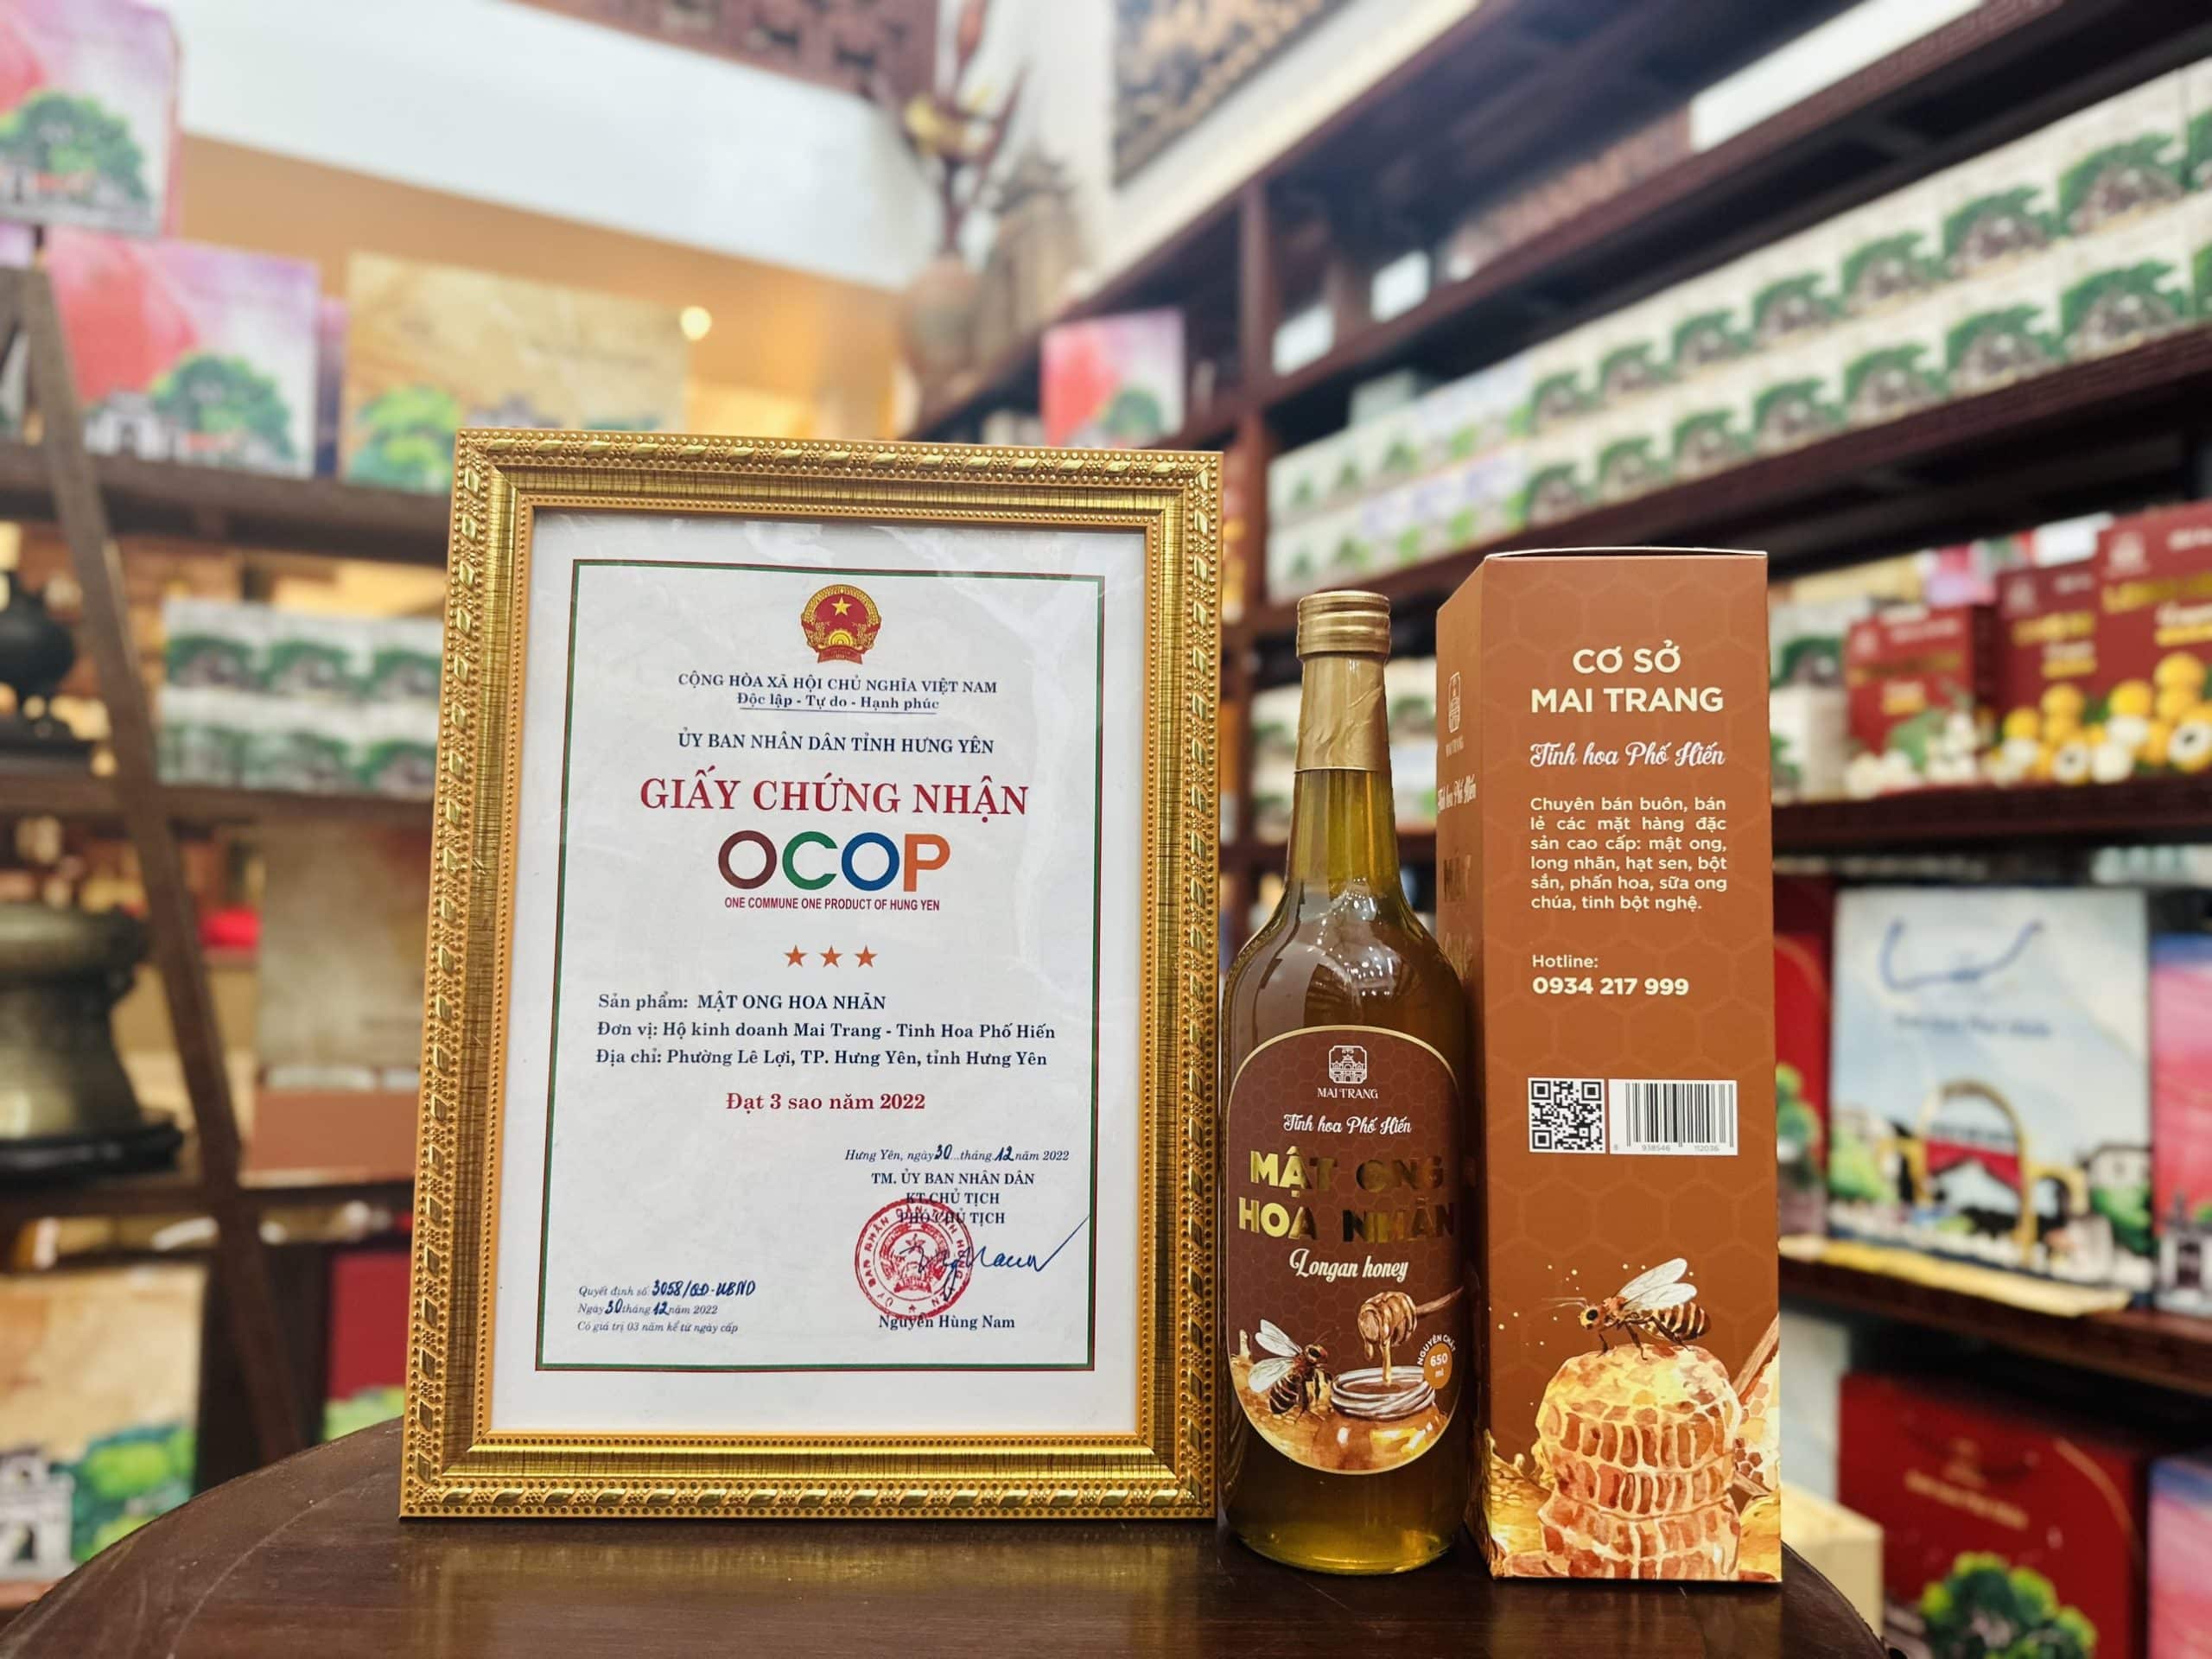 CỘNG HÒA XÃ HỘI CHỦ NGHĨA VIỆT NAM
Độc lập - Tự do - Hạnh phúc
ỦY BAN NHÂN DÂN TỈNH HƯNG YÊN
GIẤY CHỨNG NHẬN
OCOP
ONE COMMUNE ONE PRODUCT OF HUNG YEN
Sản phẩm: MẬT ONG HOA NHÃN
Đơn vị: Hộ kinh doanh Mai Trang - Tinh Hoa Phố Hiến
Địa chỉ: Phường Lê Lợi, TP. Hưng Yên, tỉnh Hưng Yên
Đạt 3 sao năm 2022
Hưng Yên, ngày 30...tháng 12 năm 2022
TM. ỦY BAN NHÂN DÂN
KT.CHỦ TỊCH
PHÓ CHỦ TỊCH
Quyết định số: 3058/QĐ-UBND
Ngày 30 tháng 12 năm 2022
Có giá trị 03 năm kể từ ngày cấp
Nguyễn Hùng Nam
MAI TRANG
Tinh hoa Phố Hiến
MẬT ONG
HOA NHÃN
Longan honey
NGUYÊN CHẤT
650
ml
CƠ SỞ
MAI TRANG
Tinh hoa Phố Hiến
Chuyên bán buôn, bán
lẻ các mặt hàng đặc
sản cao cấp: mật ong,
long nhãn, hạt sen, bột
sắn, phấn hoa, sữa ong
chúa, tinh bột nghệ.
Hotline:
0934 217 999
8 938546 112036